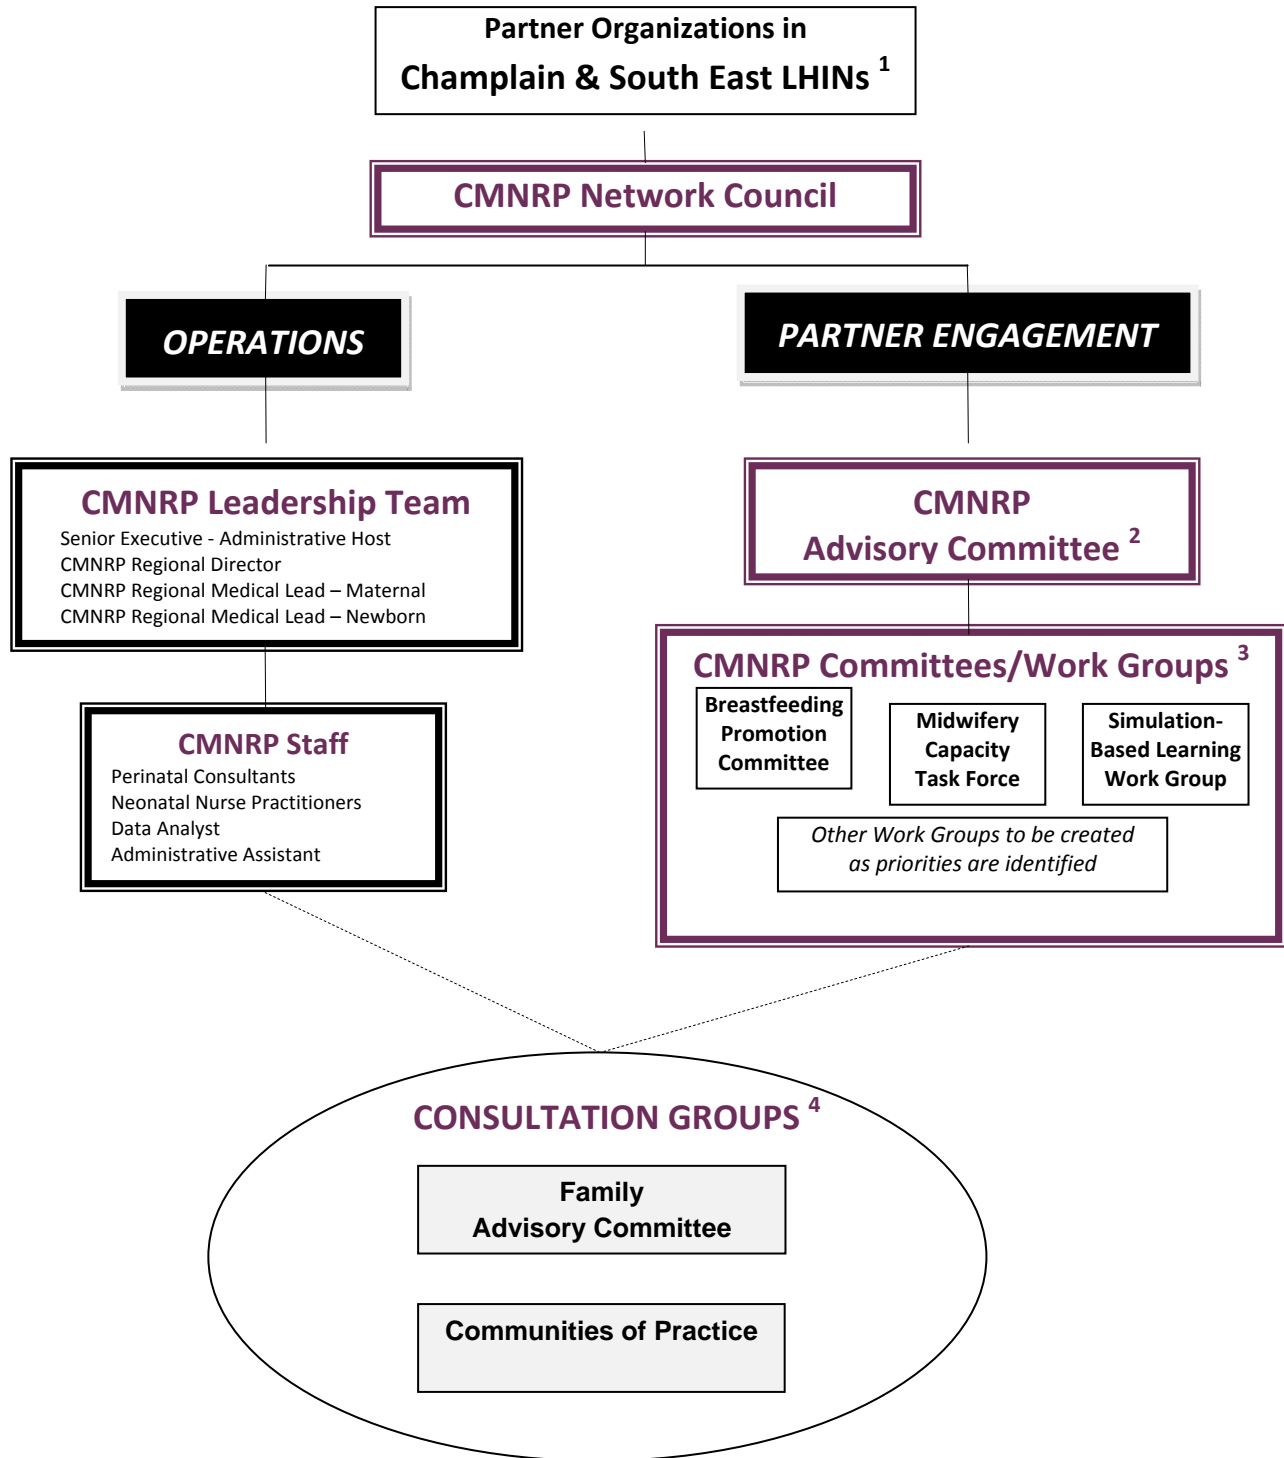 Partner Organizations in
Champlain & South East LHINs 1
CMNRP Network Council
OPERATIONS
PARTNER ENGAGEMENT
CMNRP Leadership Team
Senior Executive - Administrative Host
CMNRP Regional Director
CMNRP Regional Medical Lead – Maternal
CMNRP Regional Medical Lead – Newborn
CMNRP
Advisory Committee 2
CMNRP Staff
Perinatal Consultants
Neonatal Nurse Practitioners
Data Analyst
Administrative Assistant
CMNRP Committees/Work Groups 3
Breastfeeding
Promotion
Committee
Midwifery
Capacity
Task Force
Simulation-
Based Learning
Work Group
Other Work Groups to be created
as priorities are identified
CONSULTATION GROUPS 4
Family
Advisory Committee
Communities of Practice